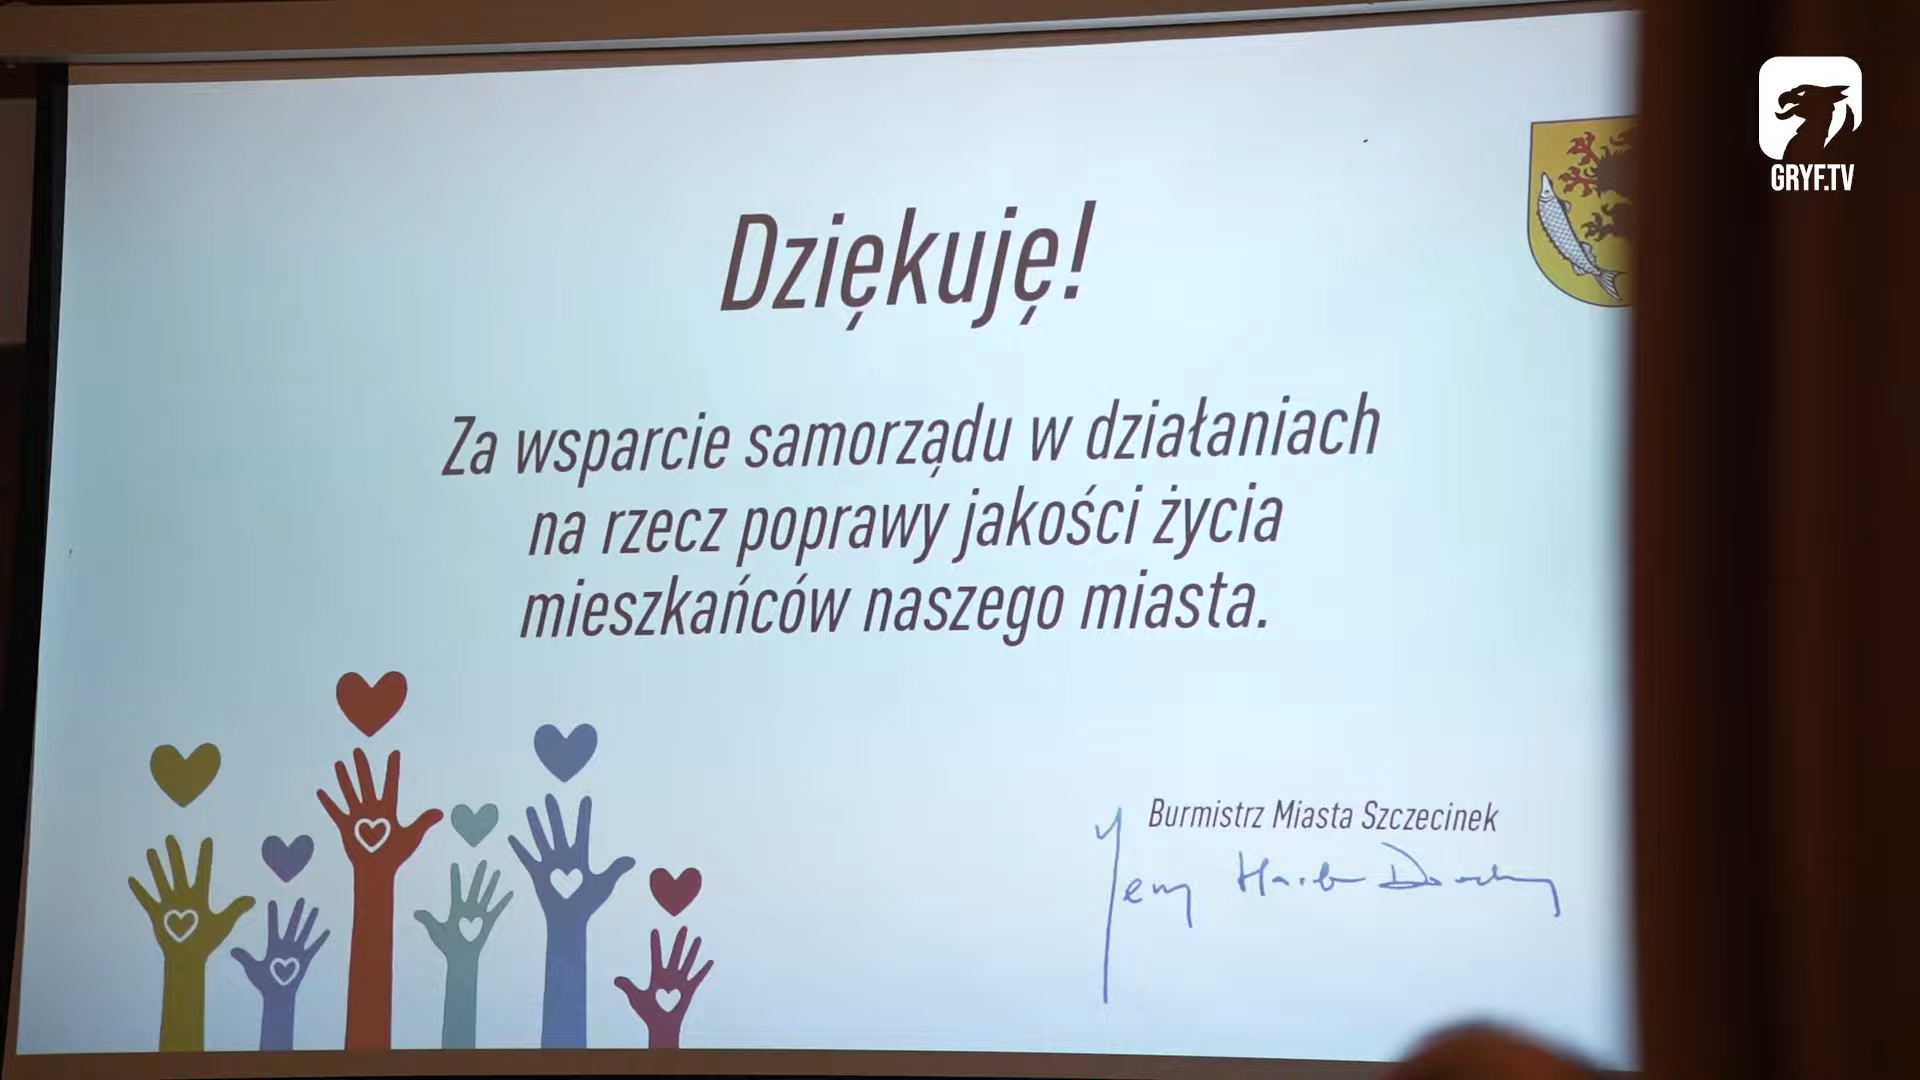 GRYF.TV
Dziękuję!
Za wsparcie samorządu w działaniach
na rzecz poprawy jakości życia
mieszkańców naszego miasta.
Burmistrz Miasta Szczecinek